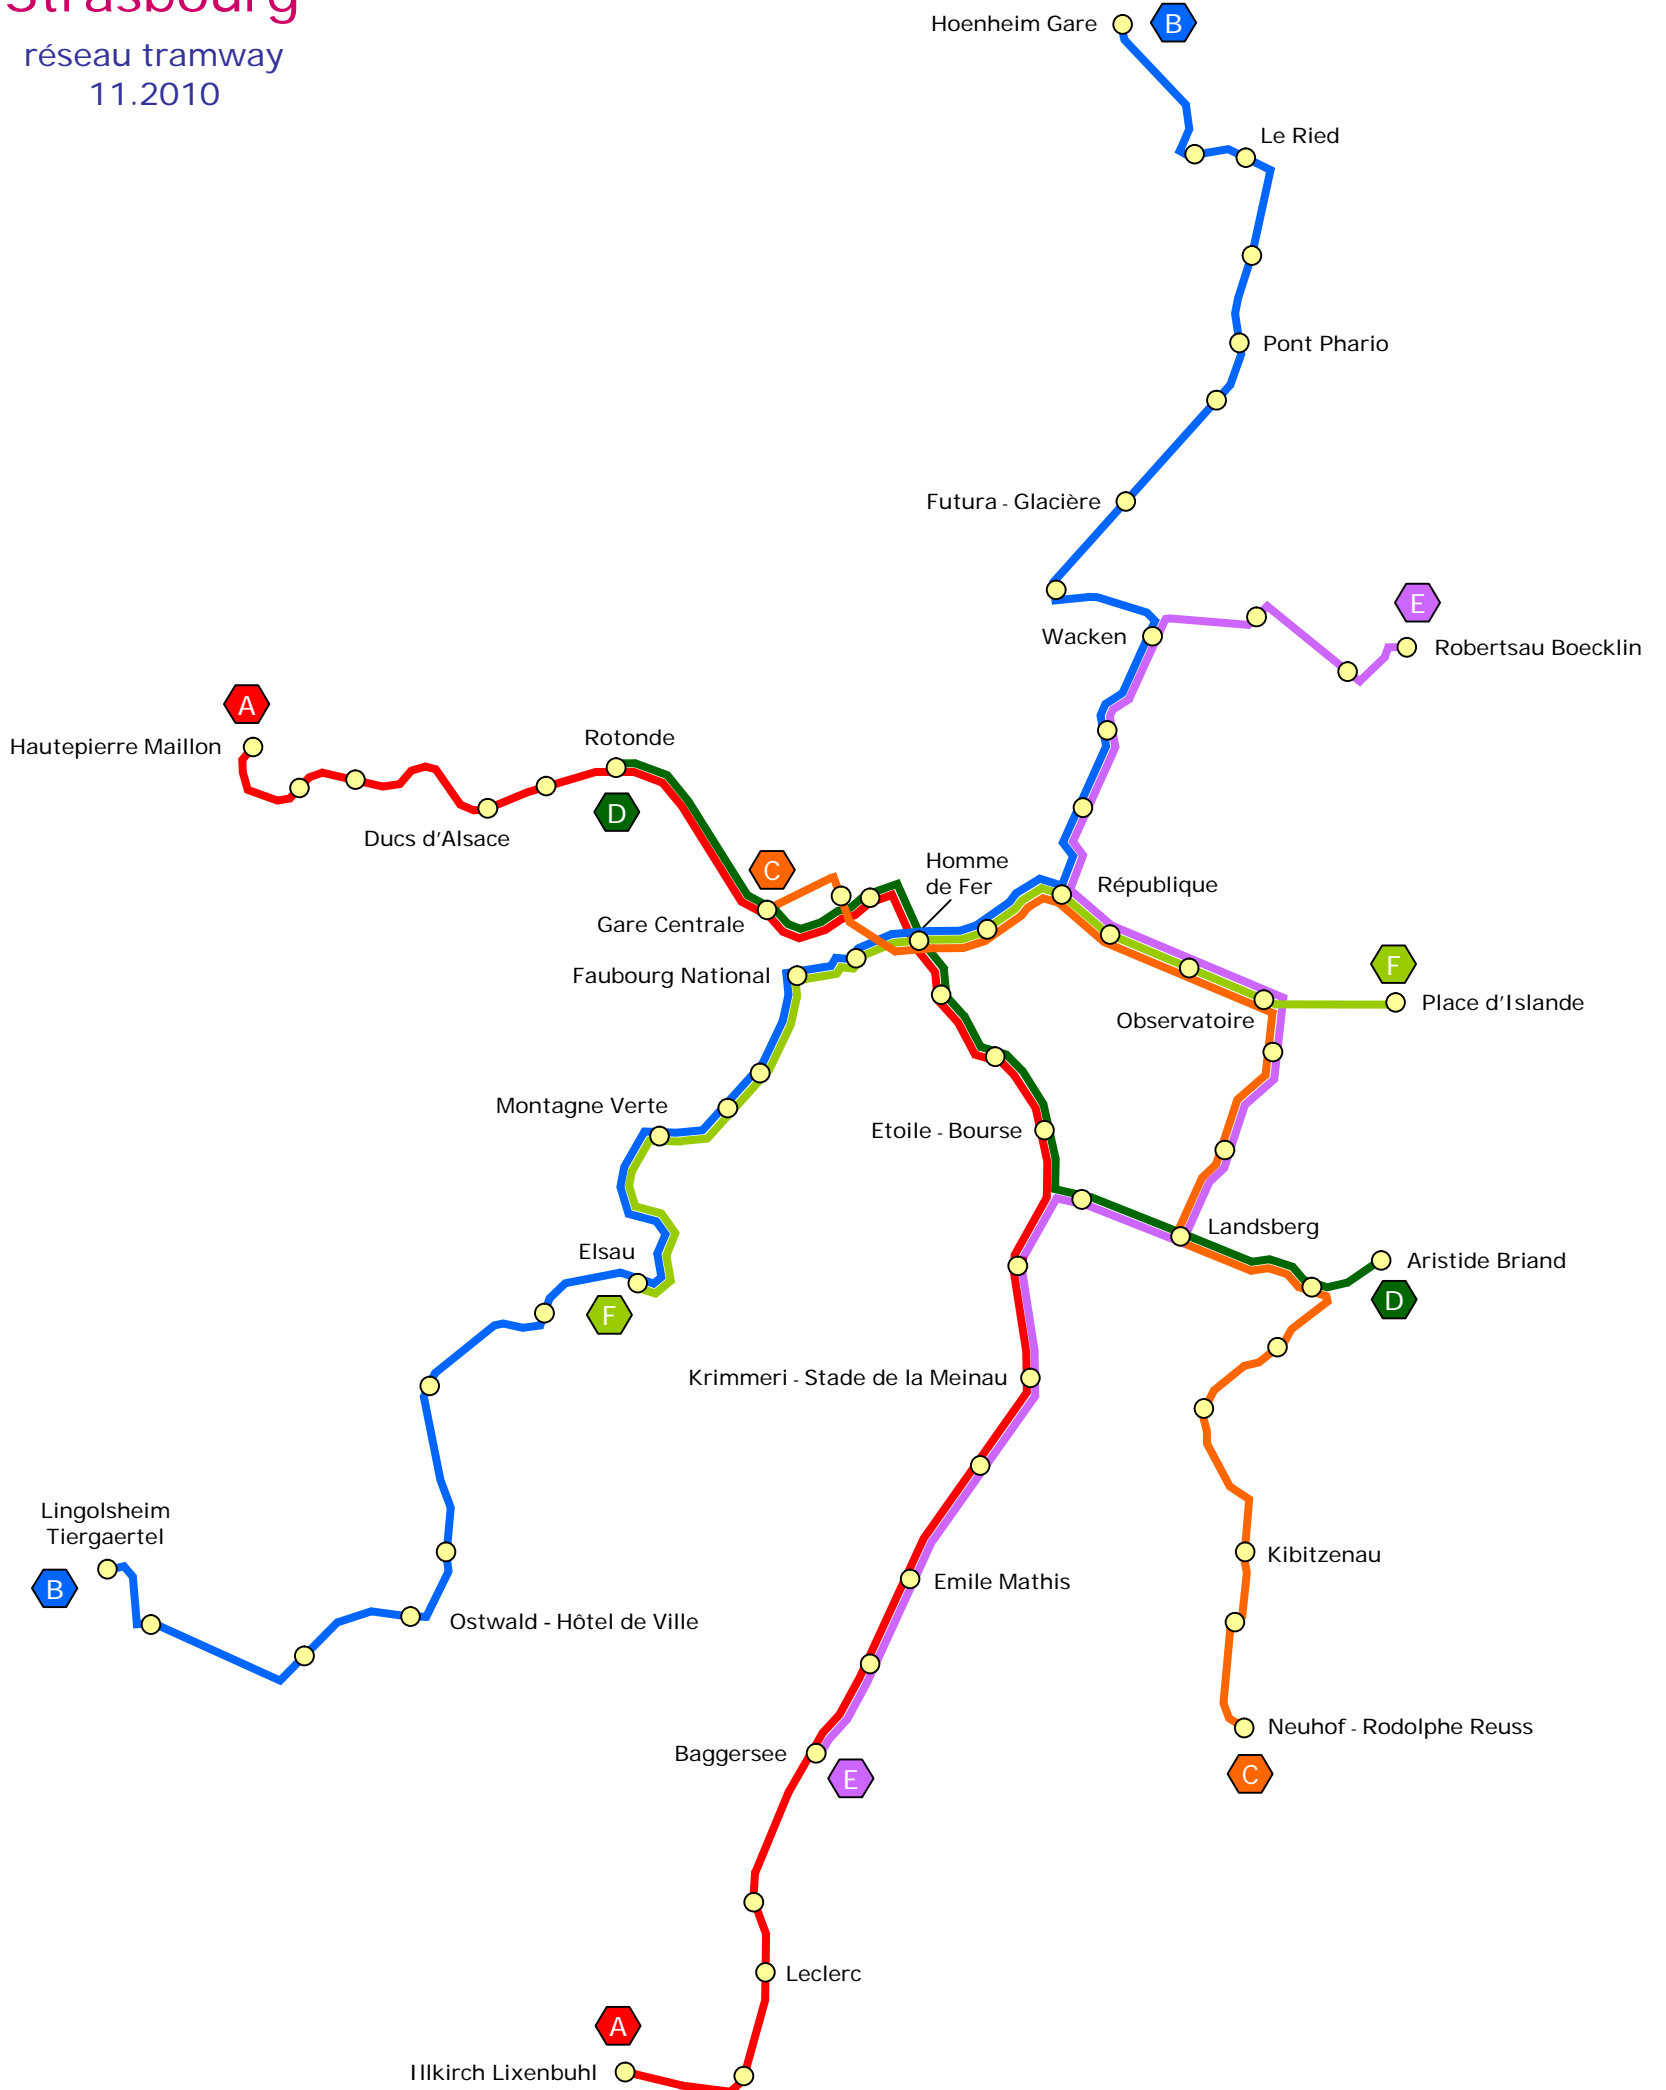 Strasbourg
réseau tramway
11.2010
Hoenheim Gare
B
Le Ried
Pont Phario
Futura - Glacière
E
Wacken
Robertsau Boecklin
A
Hautepierre Maillon
Rotonde
D
Ducs d'Alsace
C
Homme
de Fer
République
Gare Centrale
F
Faubourg National
Place d'Islande
Observatoire
Montagne Verte
Etoile - Bourse
Landsberg
Elsau
Aristide Briand
D
F
Krimmeri - Stade de la Meinau
Lingolsheim
Tiergaertel
B
Kibitzenau
Emile Mathis
Ostwald - Hôtel de Ville
Neuhof - Rodolphe Reuss
Baggersee
E
C
Leclerc
A
Illkirch Lixenbuhl